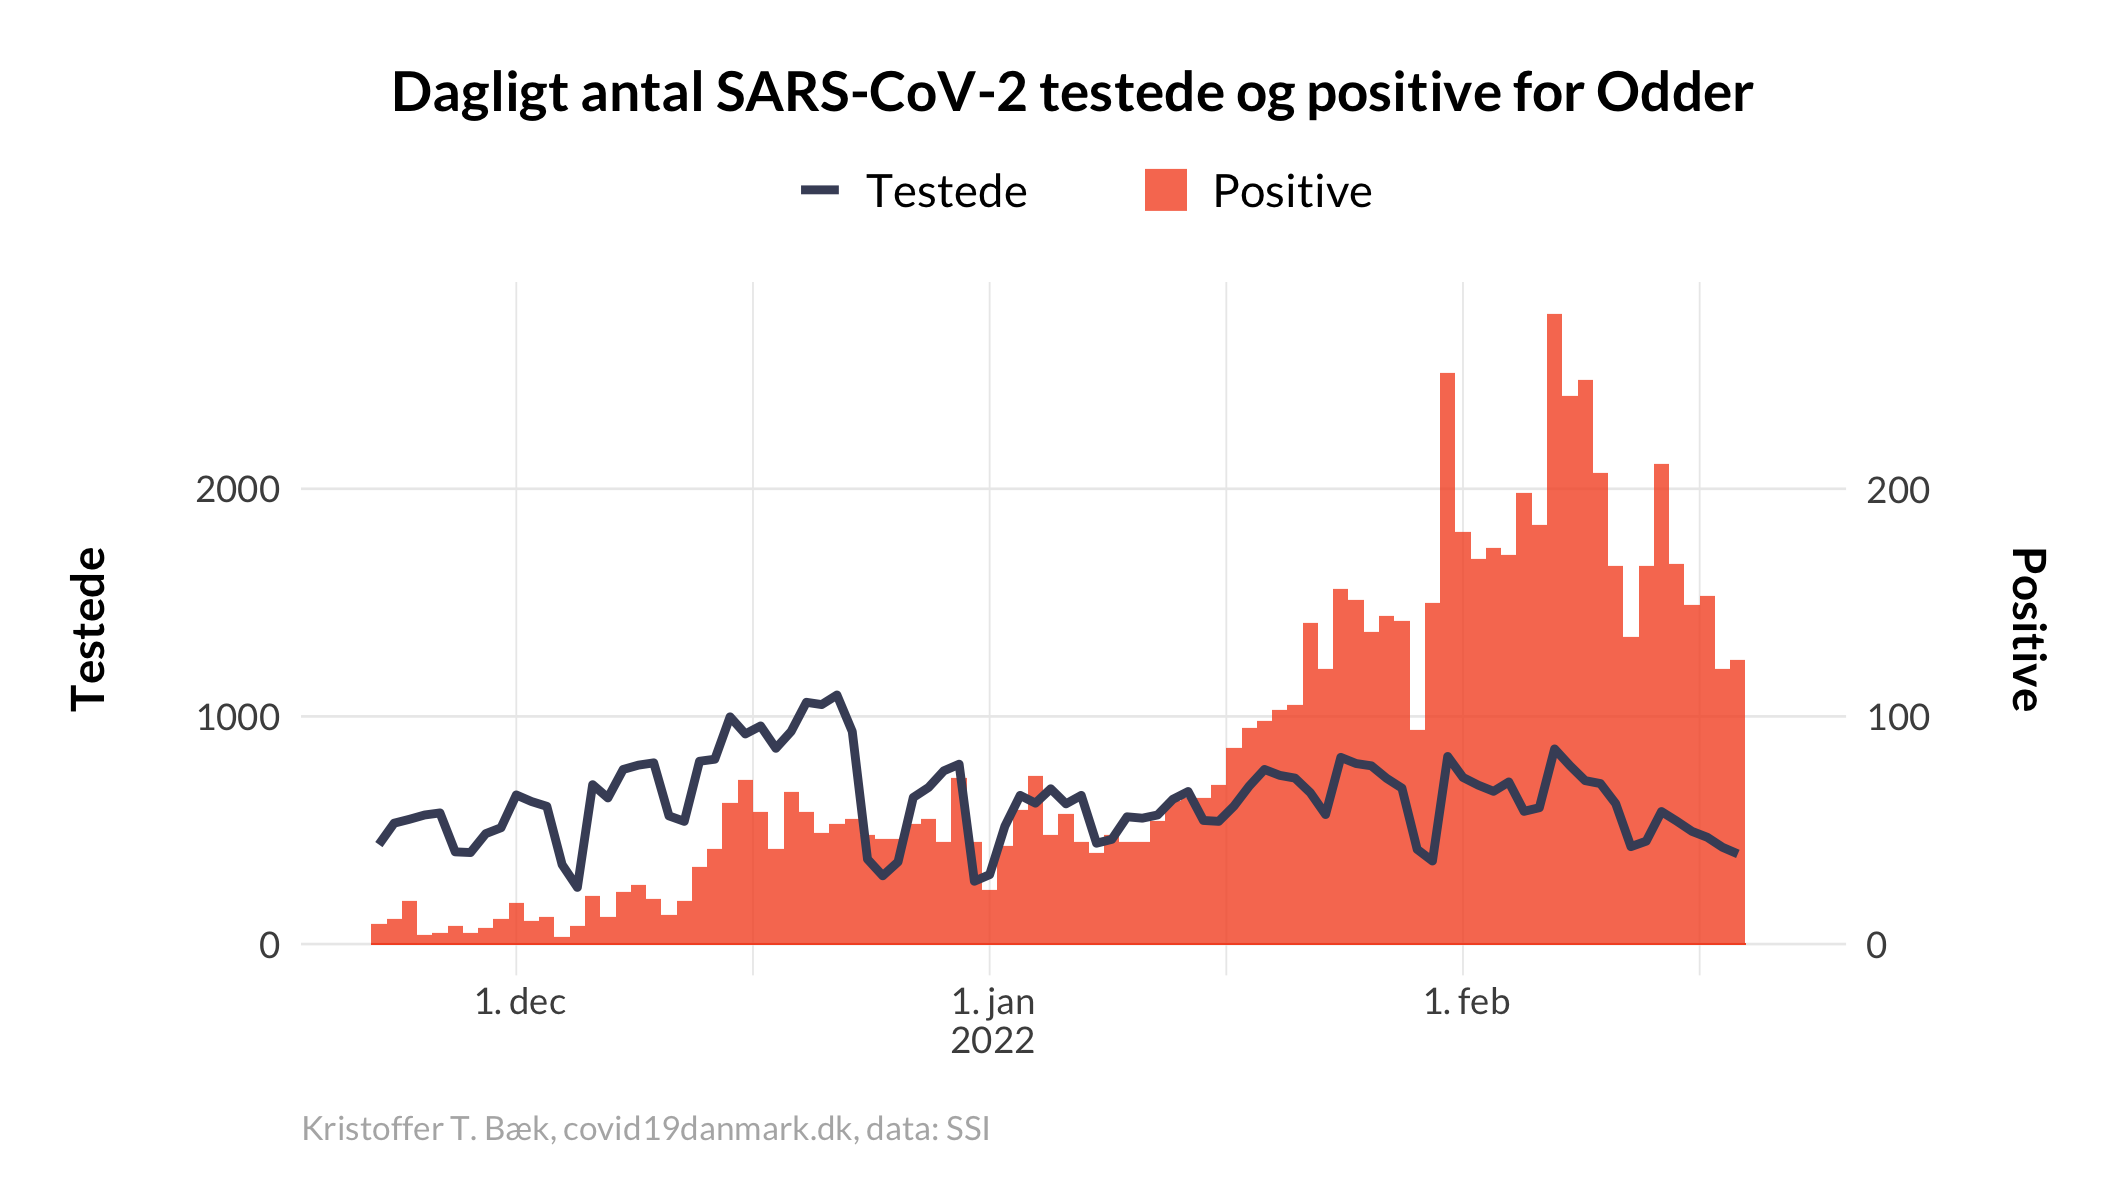 Dagligt antal SARS-CoV-2 testede og positive for Odder
Testede
Positive
Testede
2000
1000
0
200
100
0
Positive
1. dec
1. jan
2022
1. feb
Kristoffer T. Bæk, covid19danmark.dk, data: SSI